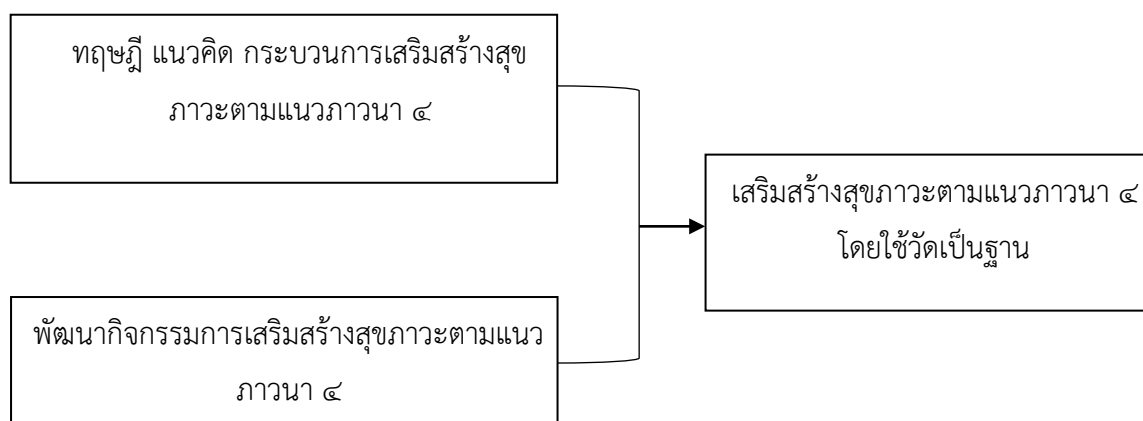 ทฤษฎี แนวคิด กระบวนการเสริมสร้างสุข
ภาวะตามแนวภาวนา ๔
เสริมสร้างสุขภาวะตามแนวภาวนา ๔
โดยใช้วัดเป็นฐาน
พัฒนากิจกรรมการเสริมสร้างสุขภาวะตามแนว
ภาวนา ๔